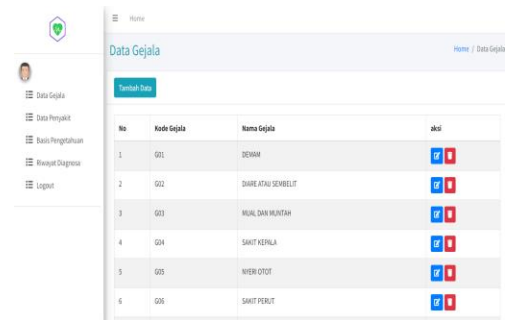 Home
Data Gejala
Home / Data Gejala
Tambah Data
Data Gejala
Data Penyakit
Basis Pengetahuan
Riwayat Diagnosa
Logout
No Kode Gejala Nama Gejala aksi
1 G01 DEMAM
2 G02 DIARE ATAU SEMBELIT
3 G03 MUAL DAN MUNTAH
4 G04 SAKIT KEPALA
5 G05 NYERI OTOT
6 G06 SAKIT PERUT